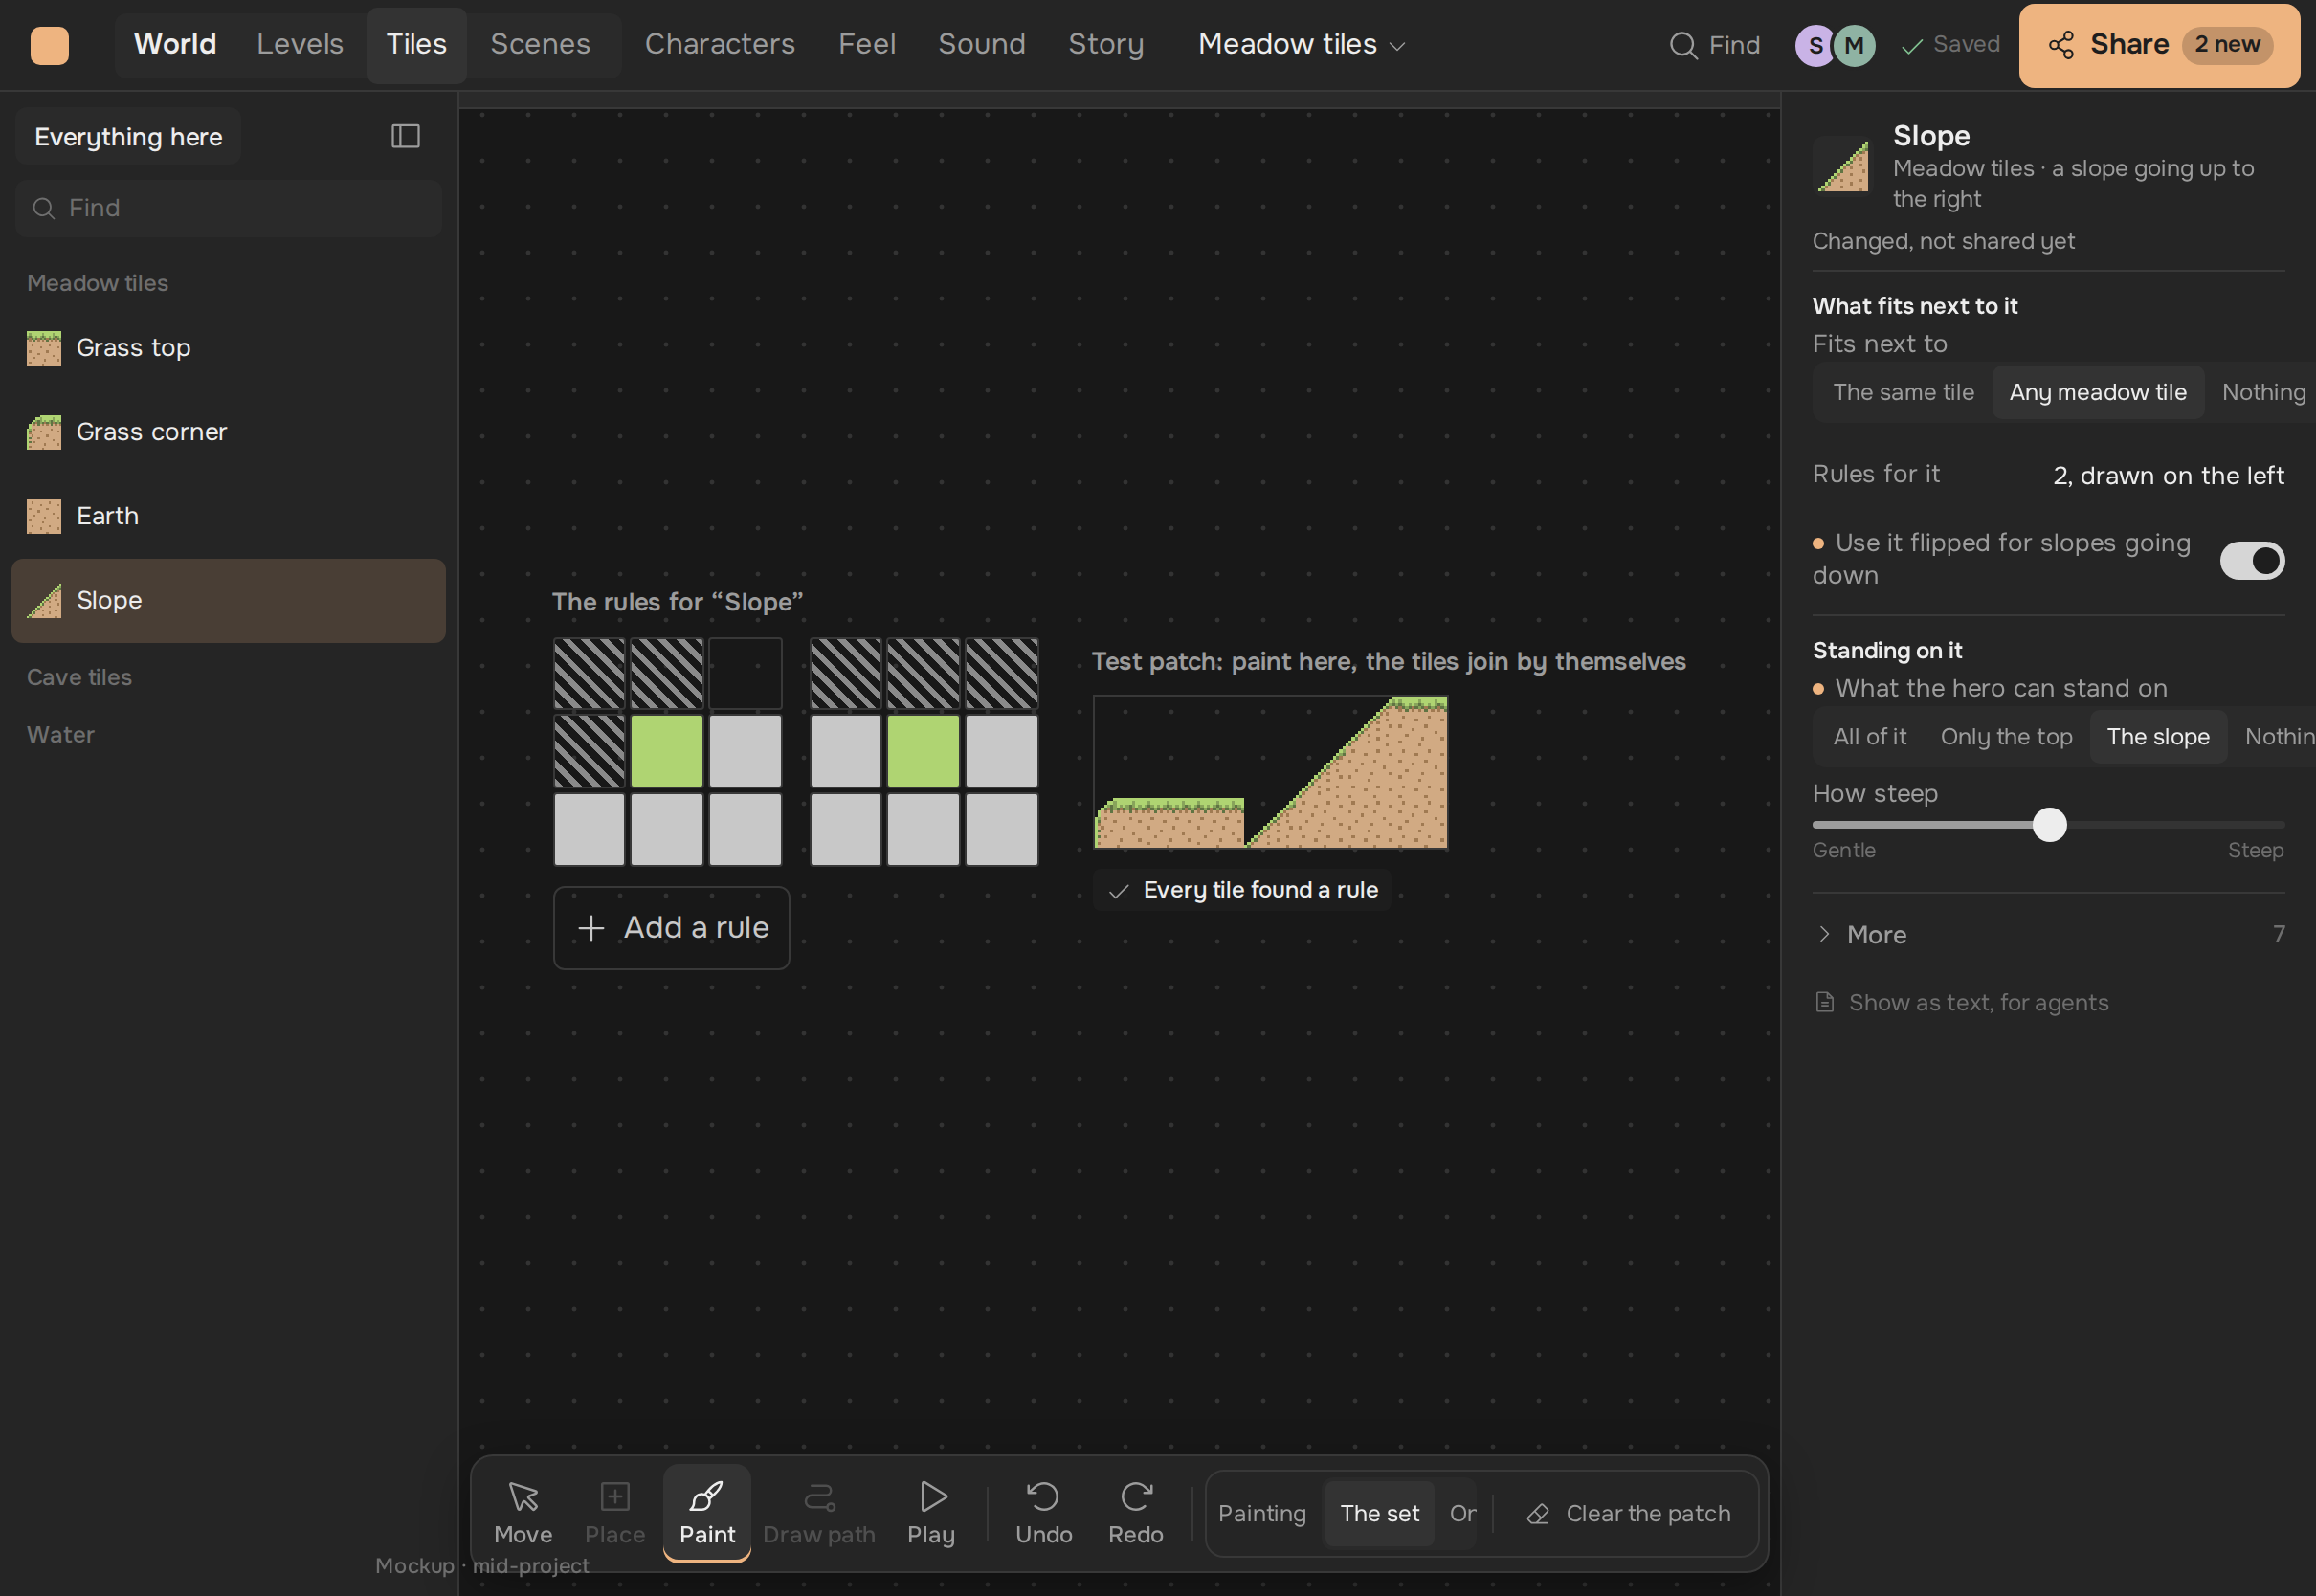 World Levels Tiles Scenes Characters Feel Sound Story Meadow tiles Find S M Saved Share 2 new
Everything here
Find
Meadow tiles
Grass top
Grass corner
Earth
Slope
Cave tiles
Water
The rules for “Slope”
Add a rule
Test patch: paint here, the tiles join by themselves
Every tile found a rule
Slope
Meadow tiles · a slope going up to
the right
Changed, not shared yet
What fits next to it
Fits next to
The same tile Any meadow tile Nothing
Rules for it 2, drawn on the left
Use it flipped for slopes going
down
Standing on it
What the hero can stand on
All of it Only the top The slope Nothin
How steep
Gentle Steep
More 7
Show as text, for agents
Move Place Paint Draw path Play Undo Redo Painting The set Clear the patch
Mockup · mid-project